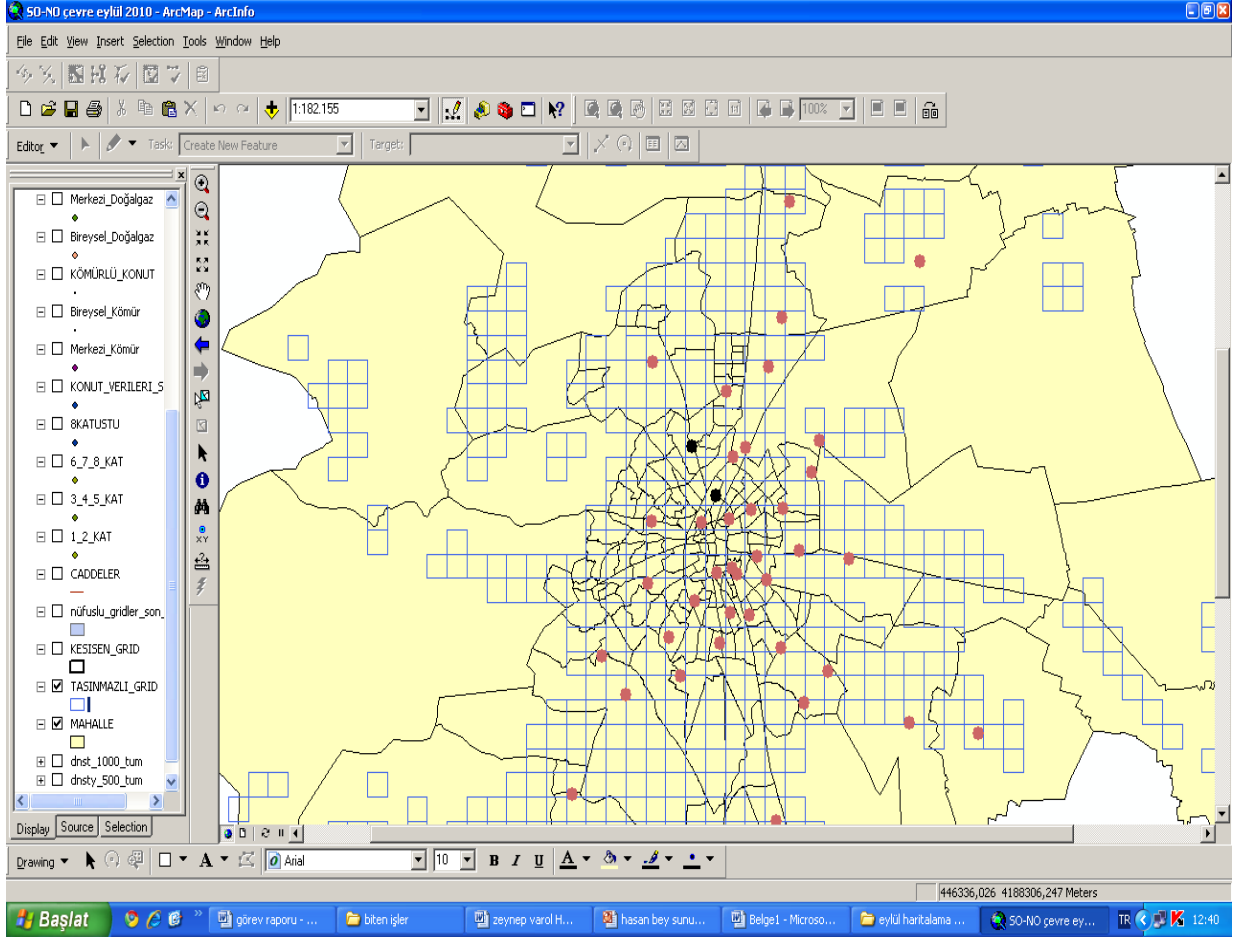 SO-NO çevre eylül 2010 - ArcMap - ArcInfo
File Edit View Insert Selection Tools Window Help
1:182.155
100%
Editor Task: Create New Feature Target:
Merkezi_Doğalgaz
Bireysel_Doğalgaz
KÖMÜRLÜ_KONUT
Bireysel_Kömür
Merkezi_Kömür
KONUT_VERILERI_S
8KATUSTU
6_7_8_KAT
3_4_5_KAT
1_2_KAT
CADDELER
nüfuslu_gridler_son_
KESISEN_GRID
TASINMAZLI_GRID
MAHALLE
dnst_1000_tum
dnsty_500_tum
Display Source Selection
Drawing A Arial 10 B I U A
446336,026 4188306,247 Meters
Başlat görev raporu - ... biten işler zeynep varol H... hasan bey sunu... Belge1 - Microso... eylül haritalama ... SO-NO çevre ey... TR 12:40